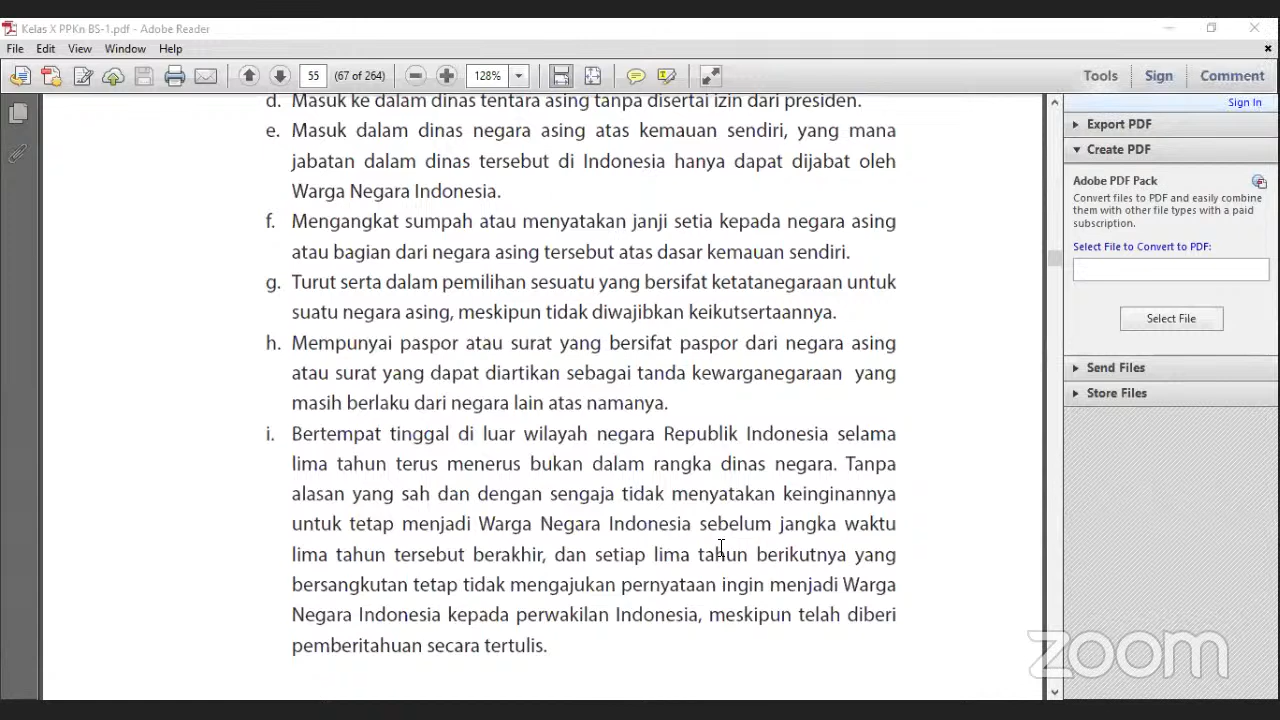 Kelas X PPKn BS-1.pdf - Adobe Reader
File Edit View Window Help
55 (67 of 264) 128% Tools Sign Comment
d. Masuk ke dalam dinas tentara asing tanpa disertai izin dari presiden.
e. Masuk dalam dinas negara asing atas kemauan sendiri, yang mana
jabatan dalam dinas tersebut di Indonesia hanya dapat dijabat oleh
Warga Negara Indonesia.
f. Mengangkat sumpah atau menyatakan janji setia kepada negara asing
atau bagian dari negara asing tersebut atas dasar kemauan sendiri.
g. Turut serta dalam pemilihan sesuatu yang bersifat ketatanegaraan untuk
suatu negara asing, meskipun tidak diwajibkan keikutsertaannya.
h. Mempunyai paspor atau surat yang bersifat paspor dari negara asing
atau surat yang dapat diartikan sebagai tanda kewarganegaraan yang
masih berlaku dari negara lain atas namanya.
i. Bertempat tinggal di luar wilayah negara Republik Indonesia selama
lima tahun terus menerus bukan dalam rangka dinas negara. Tanpa
alasan yang sah dan dengan sengaja tidak menyatakan keinginannya
untuk tetap menjadi Warga Negara Indonesia sebelum jangka waktu
lima tahun tersebut berakhir, dan setiap lima tahun berikutnya yang
bersangkutan tetap tidak mengajukan pernyataan ingin menjadi Warga
Negara Indonesia kepada perwakilan Indonesia, meskipun telah diberi
pemberitahuan secara tertulis.
Sign In
Export PDF
Create PDF
Adobe PDF Pack
Convert files to PDF and easily combine
them with other file types with a paid
subscription.
Select File to Convert to PDF:
Select File
Send Files
Store Files
zoom